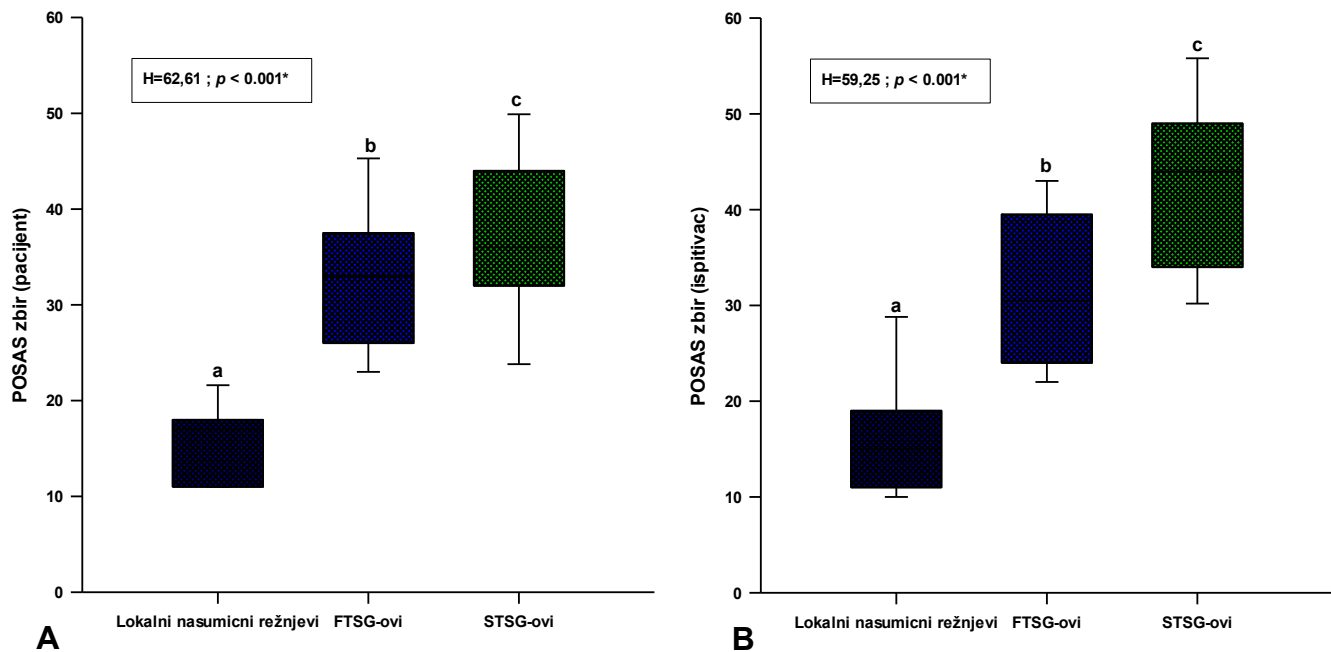 60
50
40
30
20
10
0
POSAS zbir (pacijent)
H=62,61 ; p < 0.001*
a
b
c
Lokalni nasumicni režnjevi
FTSG-ovi
STSG-ovi
A
60
50
40
30
20
10
0
POSAS zbir (ispitivac)
H=59,25 ; p < 0.001*
a
b
c
Lokalni nasumicni režnjevi
FTSG-ovi
STSG-ovi
B